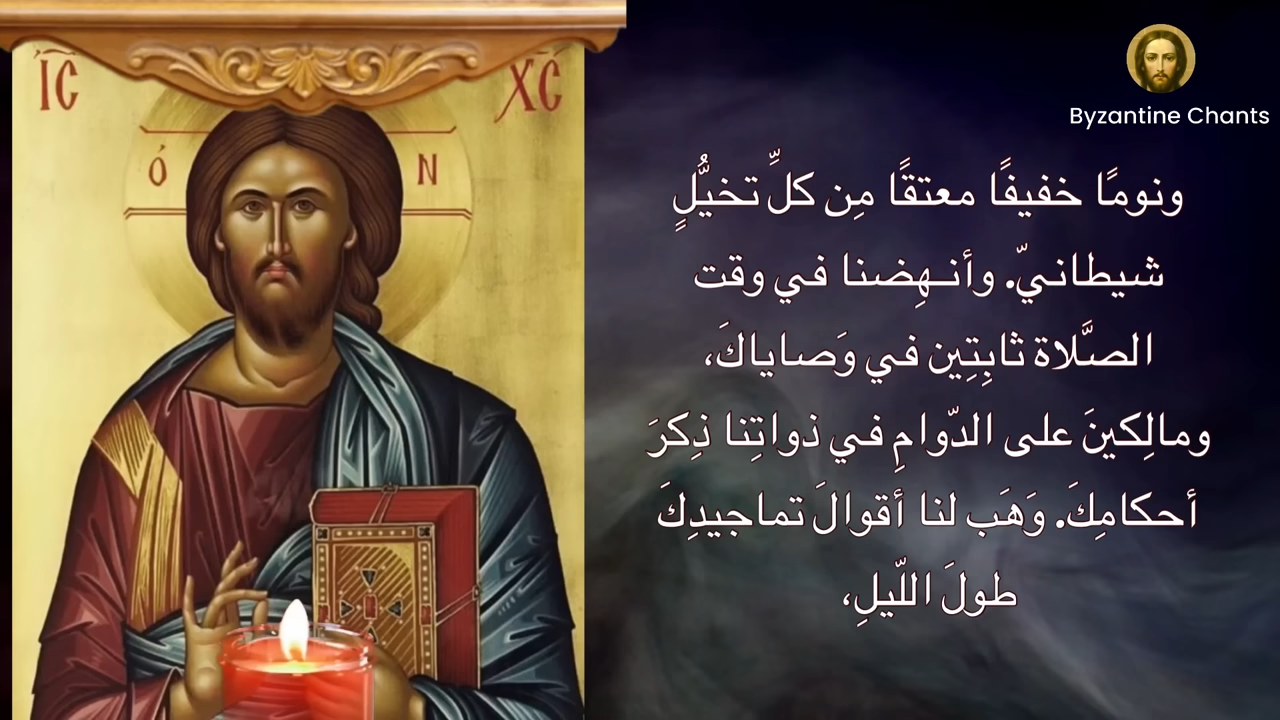 ΙC
XC
Ó
N
Byzantine Chants
ونومًا خفيفًا معتقًا مِن كلِّ تخيُّلٍ
شيطانيّ. وأنـهِضنا في وقت
الصَّلاة ثابِتِين في وَصاياكَ،
ومالِكينَ على الدّوامِ في ذواتِنا ذِكرَ
أحكامِكَ. وَهَب لنا أقوالَ تماجيدِكَ
طولَ اللّيلِ،